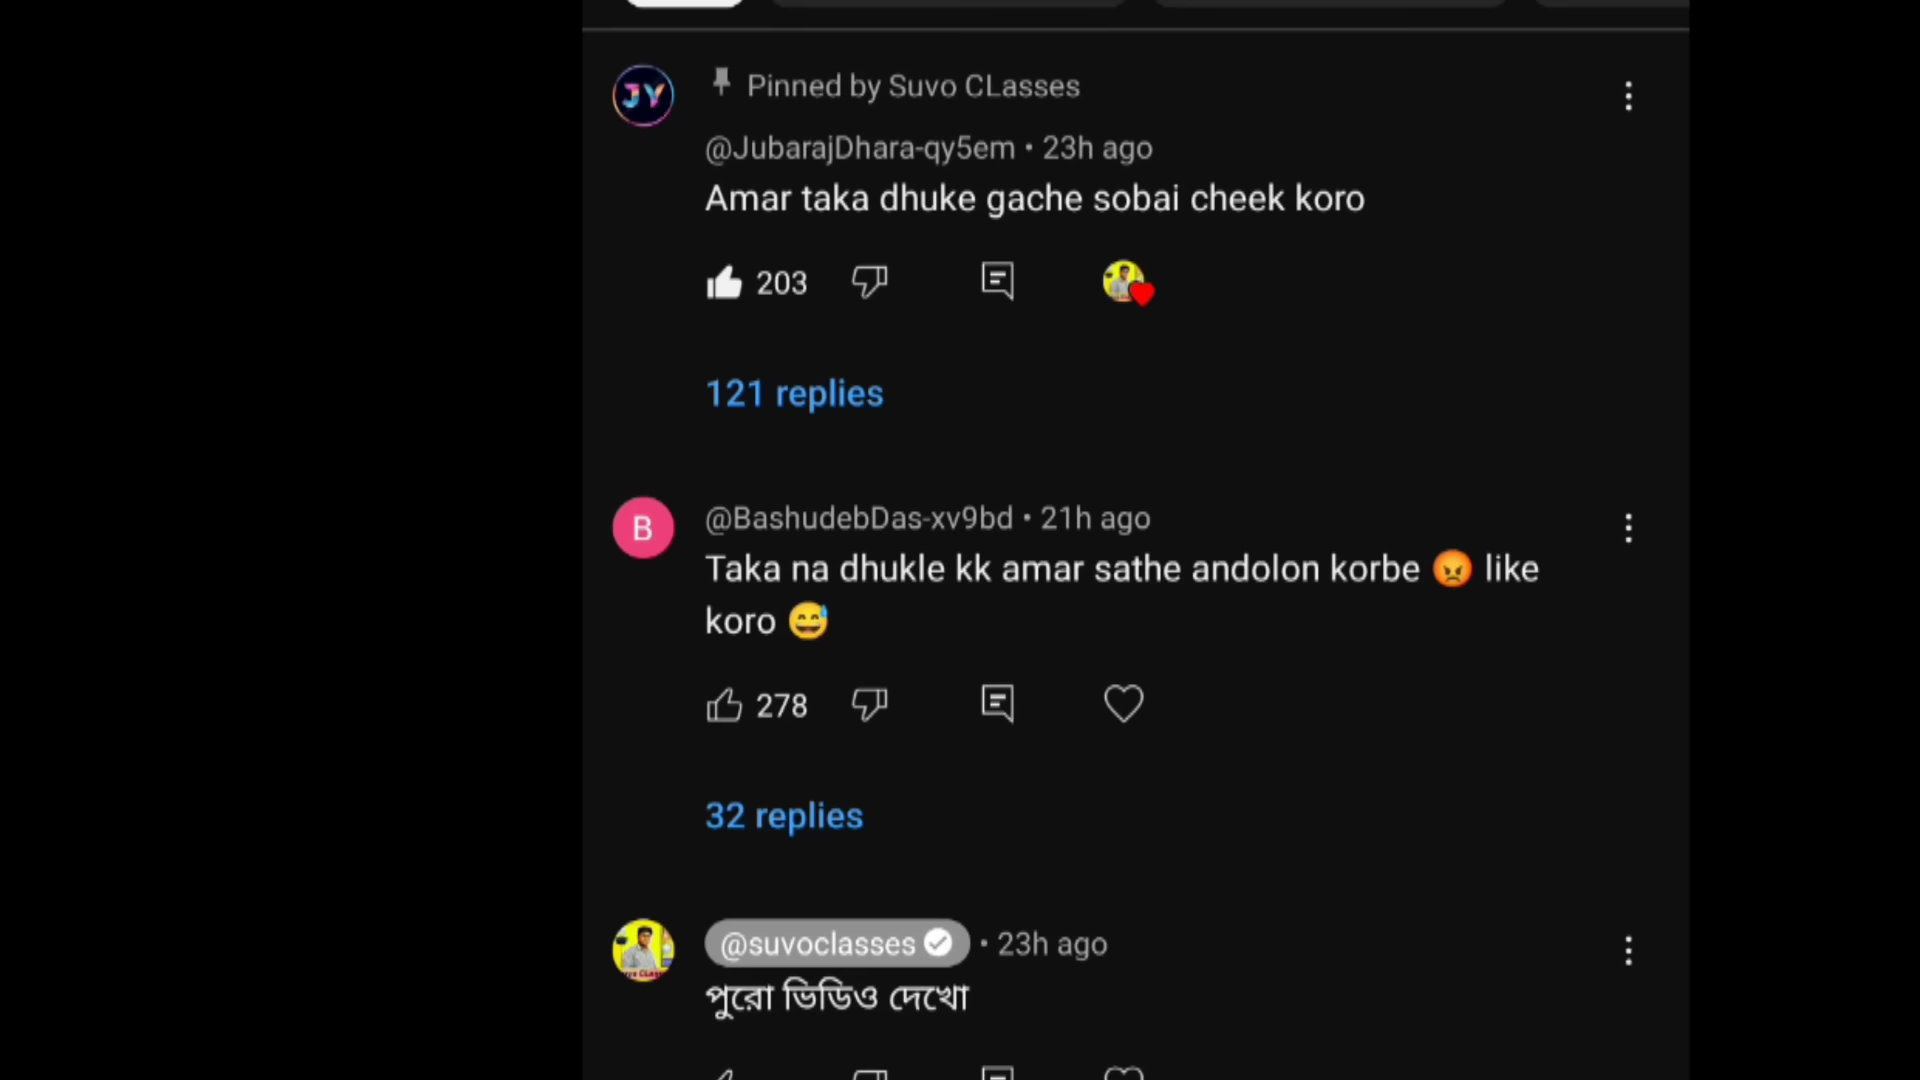 Pinned by Suvo CLasses
JY
@JubarajDhara-qy5em • 23h ago
Amar taka dhuke gache sobai cheek koro
203
121 replies
B
@BashudebDas-xv9bd • 21h ago
Taka na dhukle kk amar sathe andolon korbe 😡 like
koro 😅
278
32 replies
@suvoclasses • 23h ago
পুরো ভিডিও দেখো